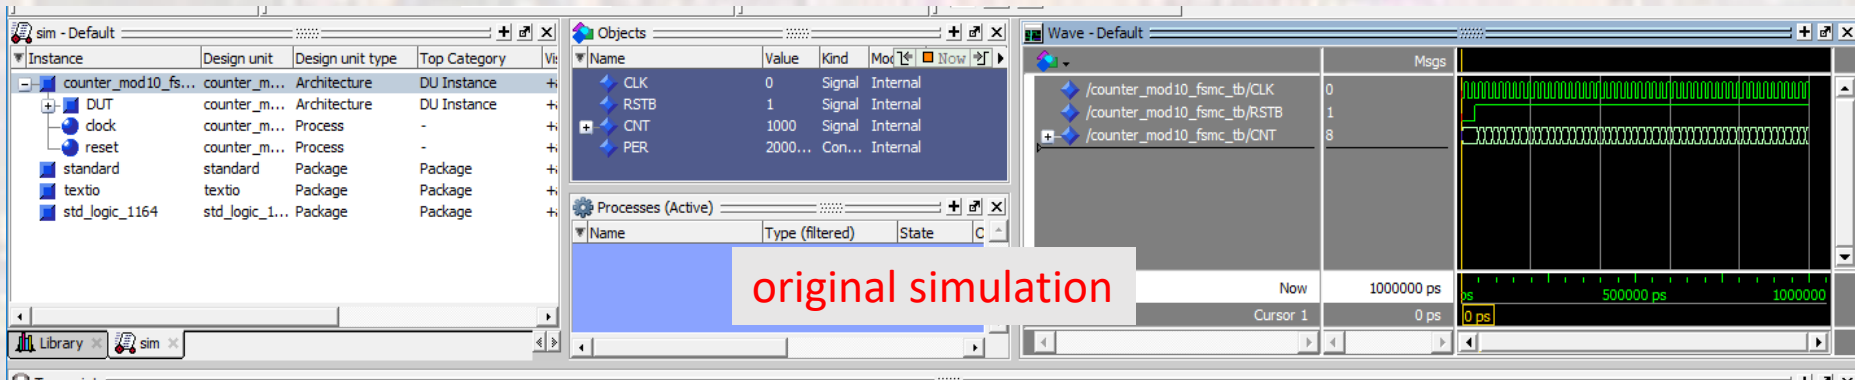 sim - Default
Instance Design unit Design unit type Top Category
counter_mod10_fs... counter_m... Architecture DU Instance
DUT counter_m... Architecture DU Instance
clock counter_m... Process -
reset counter_m... Process -
standard standard Package Package
textio textio Package Package
std_logic_1164 std_logic_1... Package Package
Library sim
Objects
Name Value Kind Now
CLK 0 Signal Internal
RSTB 1 Signal Internal
CNT 1000 Signal Internal
PER 2000... Con... Internal
Processes (Active)
Name Type (filtered) State
original simulation
Wave - Default
Msgs
/counter_mod10_fsmc_tb/CLK 0
/counter_mod10_fsmc_tb/RSTB 1
/counter_mod10_fsmc_tb/CNT 8
Now 1000000 ps ps 500000 ps 1000000
Cursor 1 0 ps 0 ps